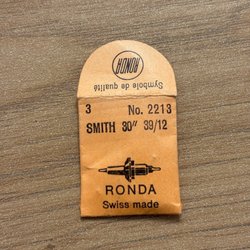 Symbole de qualité
RONDA
3 No. 2213
SMITH 30''' 39/12
RONDA
Swiss made